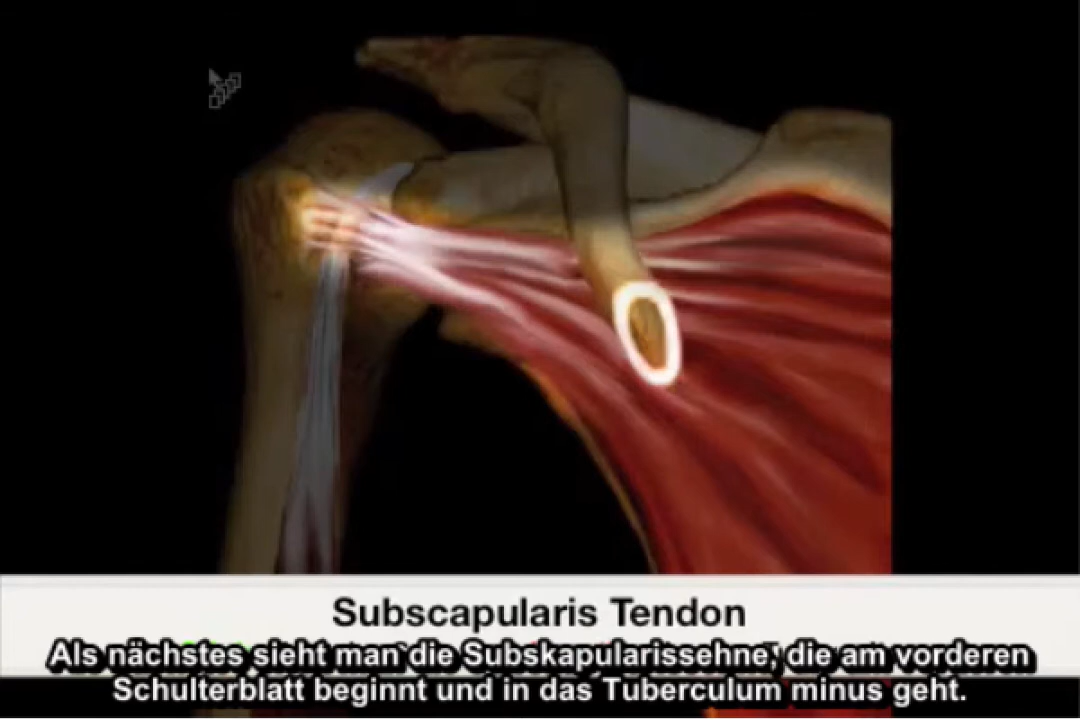 Subscapularis Tendon
Als nächstes sieht man die Subskapularissehne, die am vorderen
Schulterblatt beginnt und in das Tuberculum minus geht.